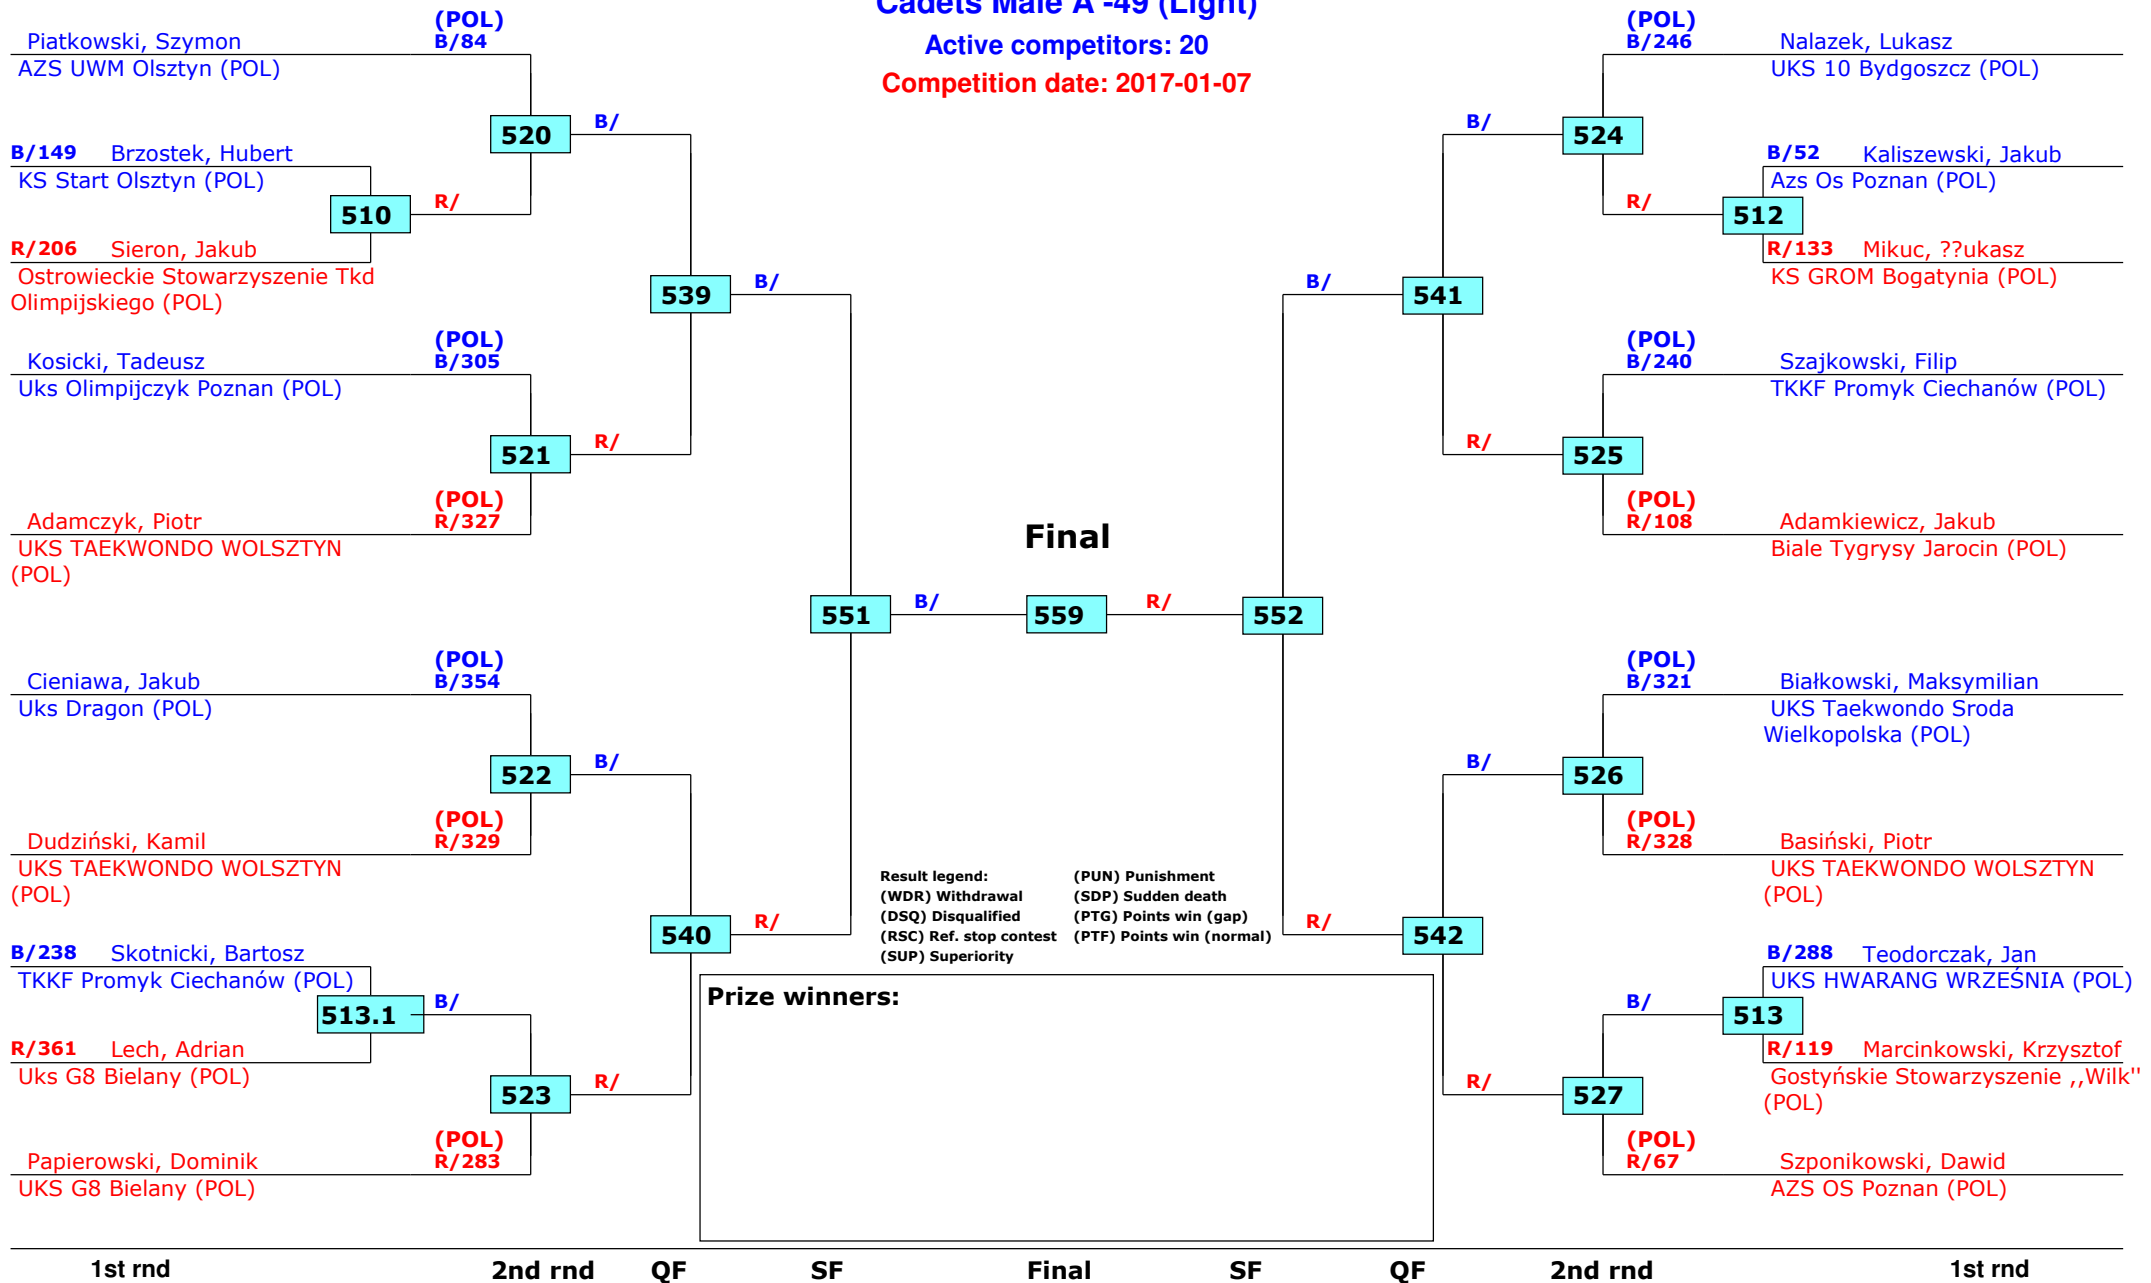 Cadets Male A -49 (Light)
Active competitors: 20
Competition date: 2017-01-07
(POL)
Piatkowski, Szymon B/84
AZS UWM Olsztyn (POL)
520
B/
B/149 Brzostek, Hubert
KS Start Olsztyn (POL)
510
R/
R/206 Sieron, Jakub
Ostrowieckie Stowarzyszenie Tkd
Olimpijskiego (POL)
539
B/
(POL)
Kosicki, Tadeusz B/305
Uks Olimpijczyk Poznan (POL)
521
R/
(POL)
Adamczyk, Piotr R/327
UKS TAEKWONDO WOLSZTYN
(POL)
551
B/
(POL)
Cieniawa, Jakub B/354
Uks Dragon (POL)
522
B/
(POL)
Dudziński, Kamil R/329
UKS TAEKWONDO WOLSZTYN
(POL)
540
R/
B/238 Skotnicki, Bartosz
TKKF Promyk Ciechanów (POL)
513.1
B/
R/361 Lech, Adrian
Uks G8 Bielany (POL)
523
R/
(POL)
Papierowski, Dominik R/283
UKS G8 Bielany (POL)
Final
559
R/
552
(POL)
B/246 Nalazek, Lukasz
UKS 10 Bydgoszcz (POL)
B/
524
B/52 Kaliszewski, Jakub
Azs Os Poznan (POL)
R/
512
R/133 Mikuc, ??ukasz
KS GROM Bogatynia (POL)
B/
541
(POL)
B/240 Szajkowski, Filip
TKKF Promyk Ciechanów (POL)
R/
525
(POL)
R/108 Adamkiewicz, Jakub
Biale Tygrysy Jarocin (POL)
(POL)
B/321 Białkowski, Maksymilian
UKS Taekwondo Sroda
Wielkopolska (POL)
B/
526
(POL)
R/328 Basiński, Piotr
UKS TAEKWONDO WOLSZTYN
(POL)
R/
542
B/288 Teodorczak, Jan
UKS HWARANG WRZEŚNIA (POL)
B/
513
R/119 Marcinkowski, Krzysztof
Gostyńskie Stowarzyszenie ,,Wilk''
(POL)
R/
527
(POL)
R/67 Szponikowski, Dawid
AZS OS Poznan (POL)
Result legend: (PUN) Punishment
(WDR) Withdrawal (SDP) Sudden death
(DSQ) Disqualified (PTG) Points win (gap)
(RSC) Ref. stop contest (PTF) Points win (normal)
(SUP) Superiority
Prize winners:
1st rnd 2nd rnd QF SF Final SF QF 2nd rnd 1st rnd